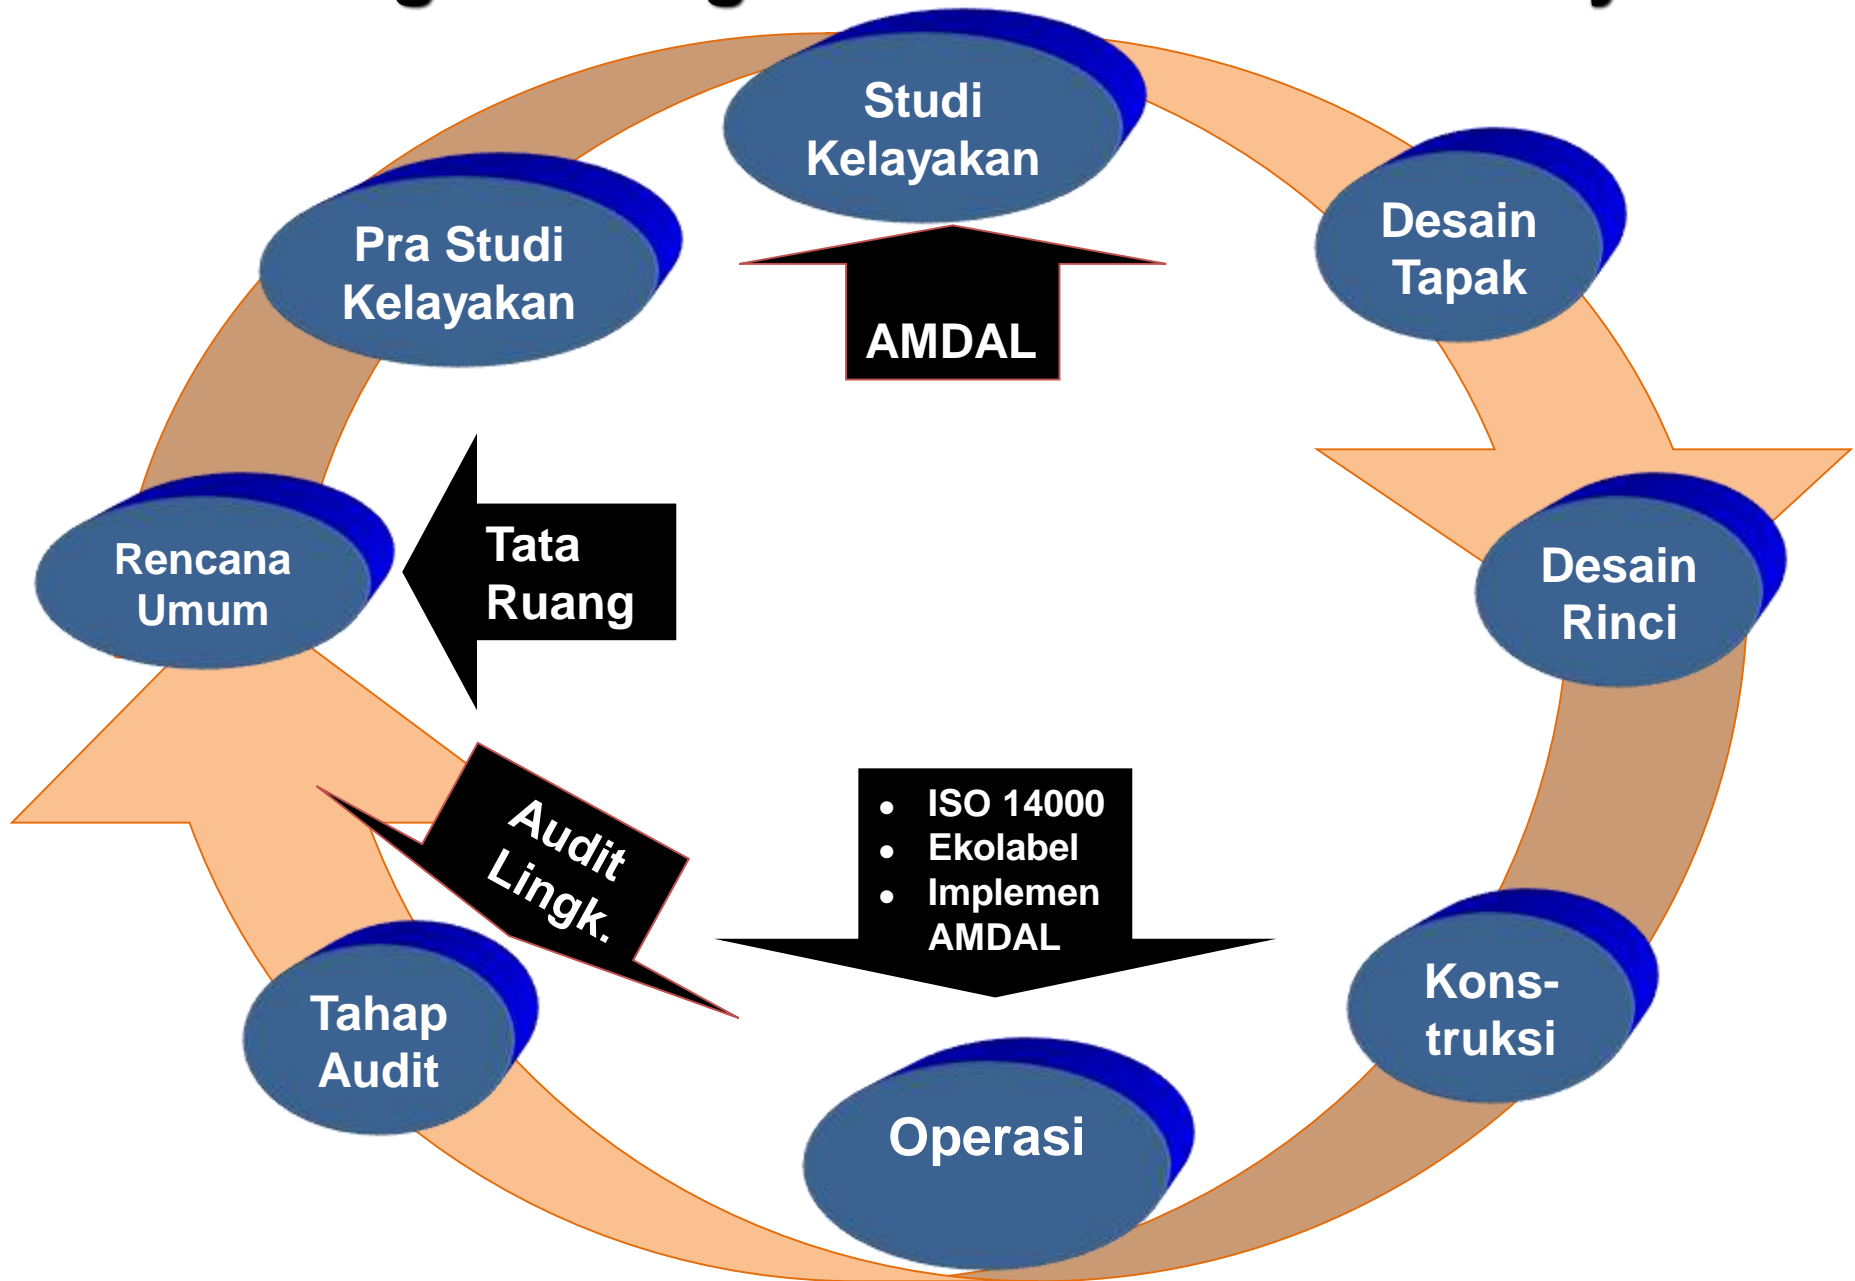 Studi
Kelayakan
Pra Studi
Kelayakan
Desain
Tapak
AMDAL
Rencana
Umum
Tata
Ruang
Desain
Rinci
Audit
Lingk.
● ISO 14000
● Ekolabel
● Implemen
AMDAL
Tahap
Audit
Kons-
truksi
Operasi